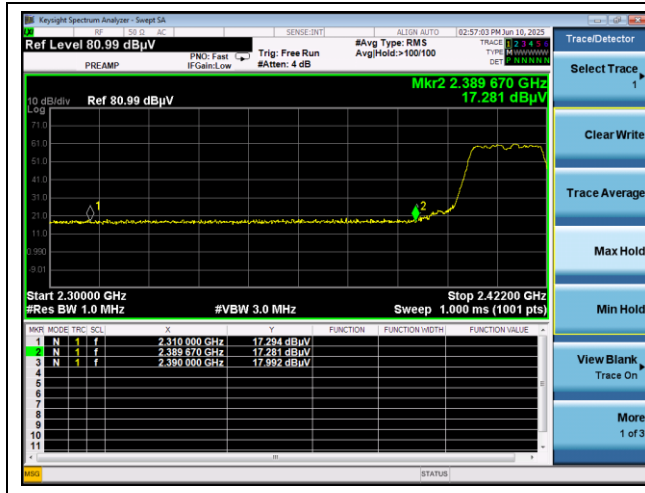 Keysight Spectrum Analyzer - Swept SA
RF 50 Ω AC SENSE:INT ALIGN AUTO 02:57:03 PM Jun 10, 2025
Ref Level 80.99 dBµV
PREAMP
PNO: Fast
IFGain:Low
Trig: Free Run
#Atten: 4 dB
#Avg Type: RMS
Avg|Hold:>100/100
TRACE 1 2 3 4 5 6
TYPE M WWWWW
DET P N N N N N
Mkr2 2.389 670 GHz
17.281 dBµV
10 dB/div Ref 80.99 dBµV
Log
71.0
61.0
51.0
41.0
31.0
21.0
11.0
0.990
-9.01
1
2
Start 2.30000 GHz Stop 2.42200 GHz
#Res BW 1.0 MHz #VBW 3.0 MHz Sweep 1.000 ms (1001 pts)
MKR MODE TRC SCL X Y FUNCTION FUNCTION WIDTH FUNCTION VALUE
1 N 1 f 2.310 000 GHz 17.294 dBµV
2 N 1 f 2.389 670 GHz 17.281 dBµV
3 N 1 f 2.390 000 GHz 17.992 dBµV
4
5
6
7
8
9
10
11
MSG STATUS
Trace/Detector
Select Trace
1
Clear Write
Trace Average
Max Hold
Min Hold
View Blank
Trace On
More
1 of 3